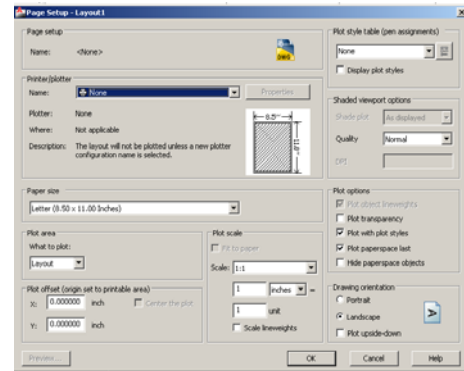 Page Setup - Layout1
Page setup
Name: <None>
DWG
Printer/plotter
Name: None
Properties
Plotter: None
Where: Not applicable
Description: The layout will not be plotted unless a new plotter
configuration name is selected.
8.5''
11.0''
Paper size
Letter (8.50 x 11.00 Inches)
Plot area
What to plot:
Layout
Plot offset (origin set to printable area)
X: 0.000000 inch
Center the plot
Y: 0.000000 inch
Plot scale
Fit to paper
Scale: 1:1
1 inches =
1 unit
Scale lineweights
Plot style table (pen assignments)
None
Display plot styles
Shaded viewport options
Shade plot As displayed
Quality Normal
DPI
Plot options
Plot object lineweights
Plot transparency
Plot with plot styles
Plot paperspace last
Hide paperspace objects
Drawing orientation
Portrait
Landscape
Plot upside-down
A
Preview...
OK
Cancel
Help